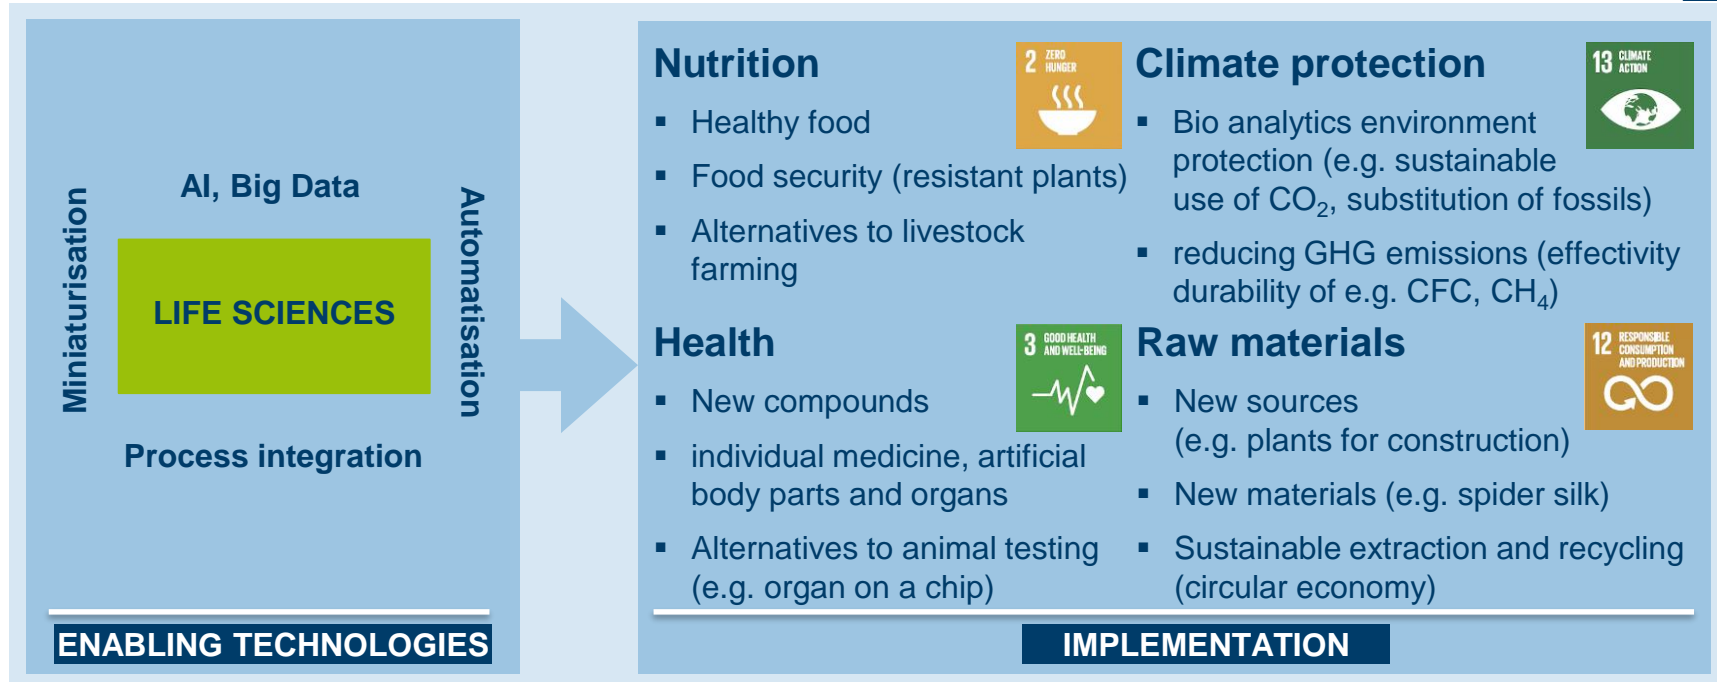 AI, Big Data
Miniaturisation
LIFE SCIENCES
Automatisation
Process integration
ENABLING TECHNOLOGIES
Nutrition
2 ZERO
HUNGER
▪ Healthy food
▪ Food security (resistant plants)
▪ Alternatives to livestock
farming
Climate protection
13 CLIMATE
ACTION
▪ Bio analytics environment
protection (e.g. sustainable
use of CO₂, substitution of fossils)
▪ reducing GHG emissions (effectivity
durability of e.g. CFC, CH₄)
Health
3 GOOD HEALTH
AND WELL-BEING
▪ New compounds
▪ individual medicine, artificial
body parts and organs
▪ Alternatives to animal testing
(e.g. organ on a chip)
Raw materials
12 RESPONSIBLE
CONSUMPTION
AND PRODUCTION
▪ New sources
(e.g. plants for construction)
▪ New materials (e.g. spider silk)
▪ Sustainable extraction and recycling
(circular economy)
IMPLEMENTATION